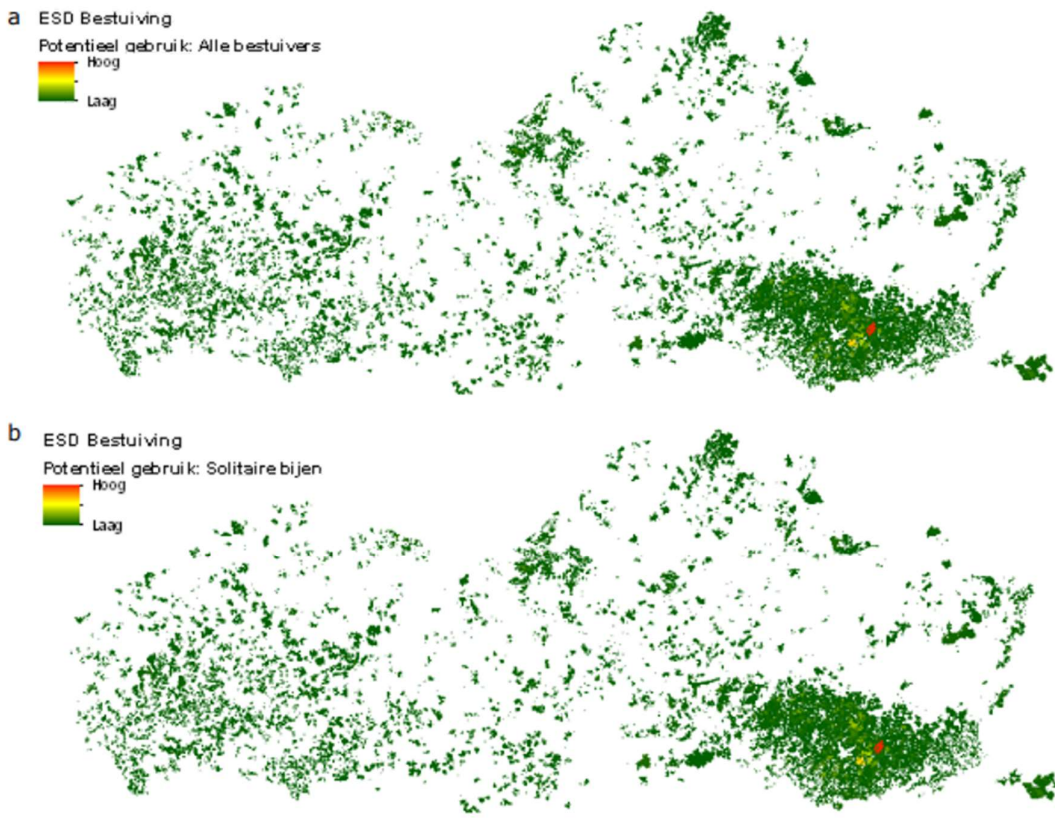 a
ESD Bestuiving
Potentieel gebruik: Alle bestuivers
Hoog
Laag
b
ESD Bestuiving
Potentieel gebruik: Solitaire bijen
Hoog
Laag